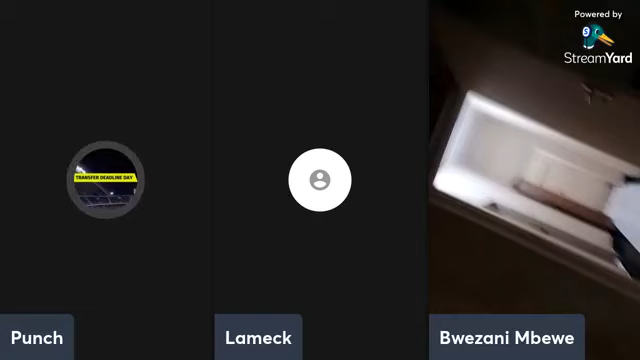 Powered by
StreamYard
TRANSFER DEADLINE DAY
Punch
Lameck
Bwezani Mbewe